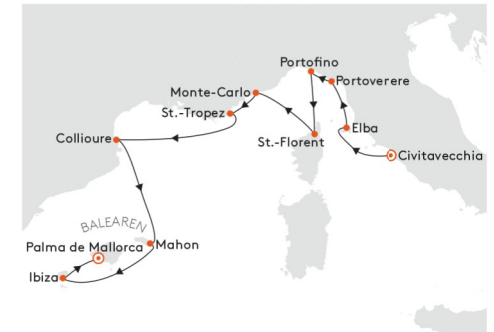 Portofino
Portoverere
Monte-Carlo
St.-Tropez
Elba
Collioure
St.-Florent
Civitavecchia
BALEAREN
Palma de Mallorca
Mahon
Ibiza